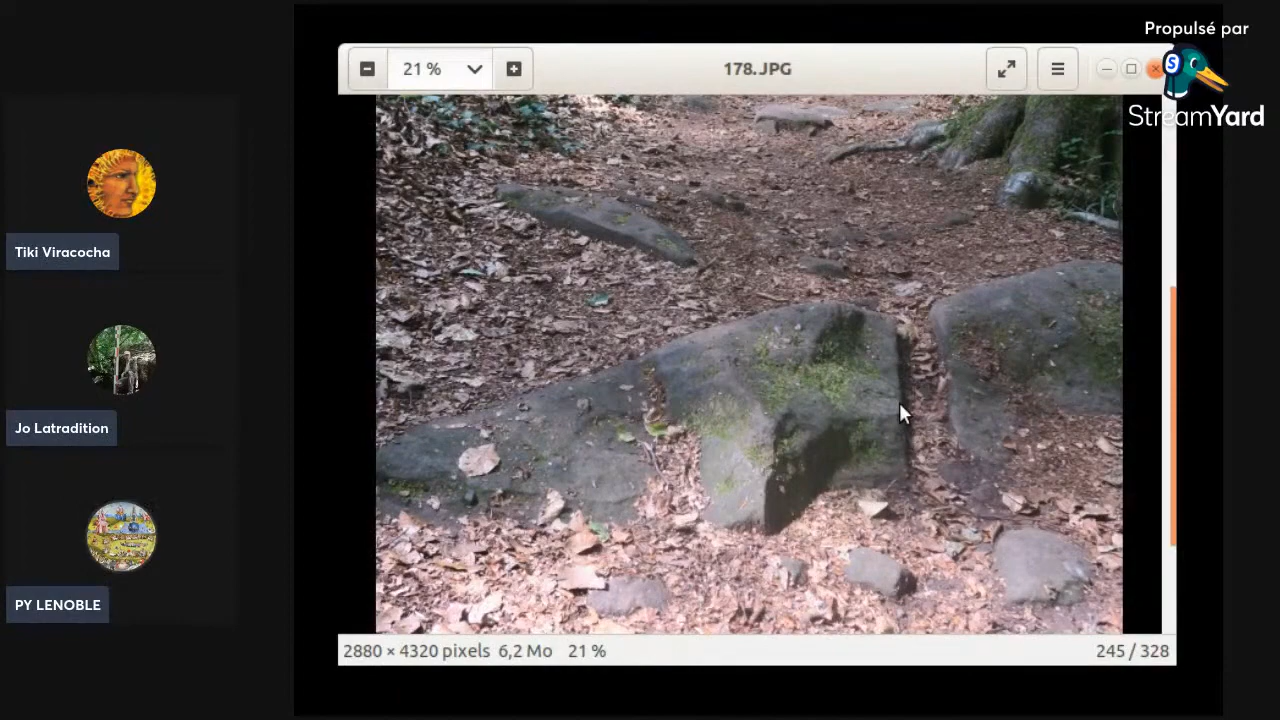 Propulsé par
StreamYard
21 %
178.JPG
Tiki Viracocha
Jo Latradition
PY LENOBLE
2880 × 4320 pixels 6,2 Mo 21 %
245 / 328